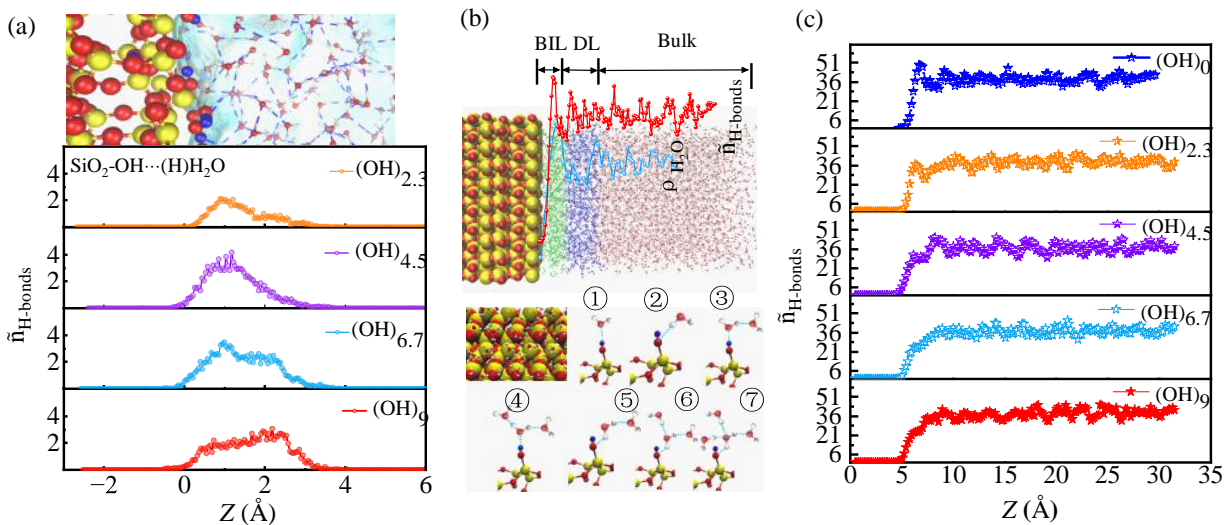 (a)
SiO₂-OH···(H)H₂O
(OH)2.3
(OH)4.5
(OH)6.7
(OH)9
4
2
4
2
4
2
4
2
ñH-bonds
-2 0 2 4 6
Z (Å)
(b)
BIL DL Bulk
ρH₂O
ñH-bonds
① ② ③
④ ⑤ ⑥ ⑦
(c)
(OH)0
(OH)2.3
(OH)4.5
(OH)6.7
(OH)9
51
36
21
6
51
36
21
6
51
36
21
6
51
36
21
6
51
36
21
6
ñH-bonds
0 5 10 15 20 25 30 35
Z (Å)